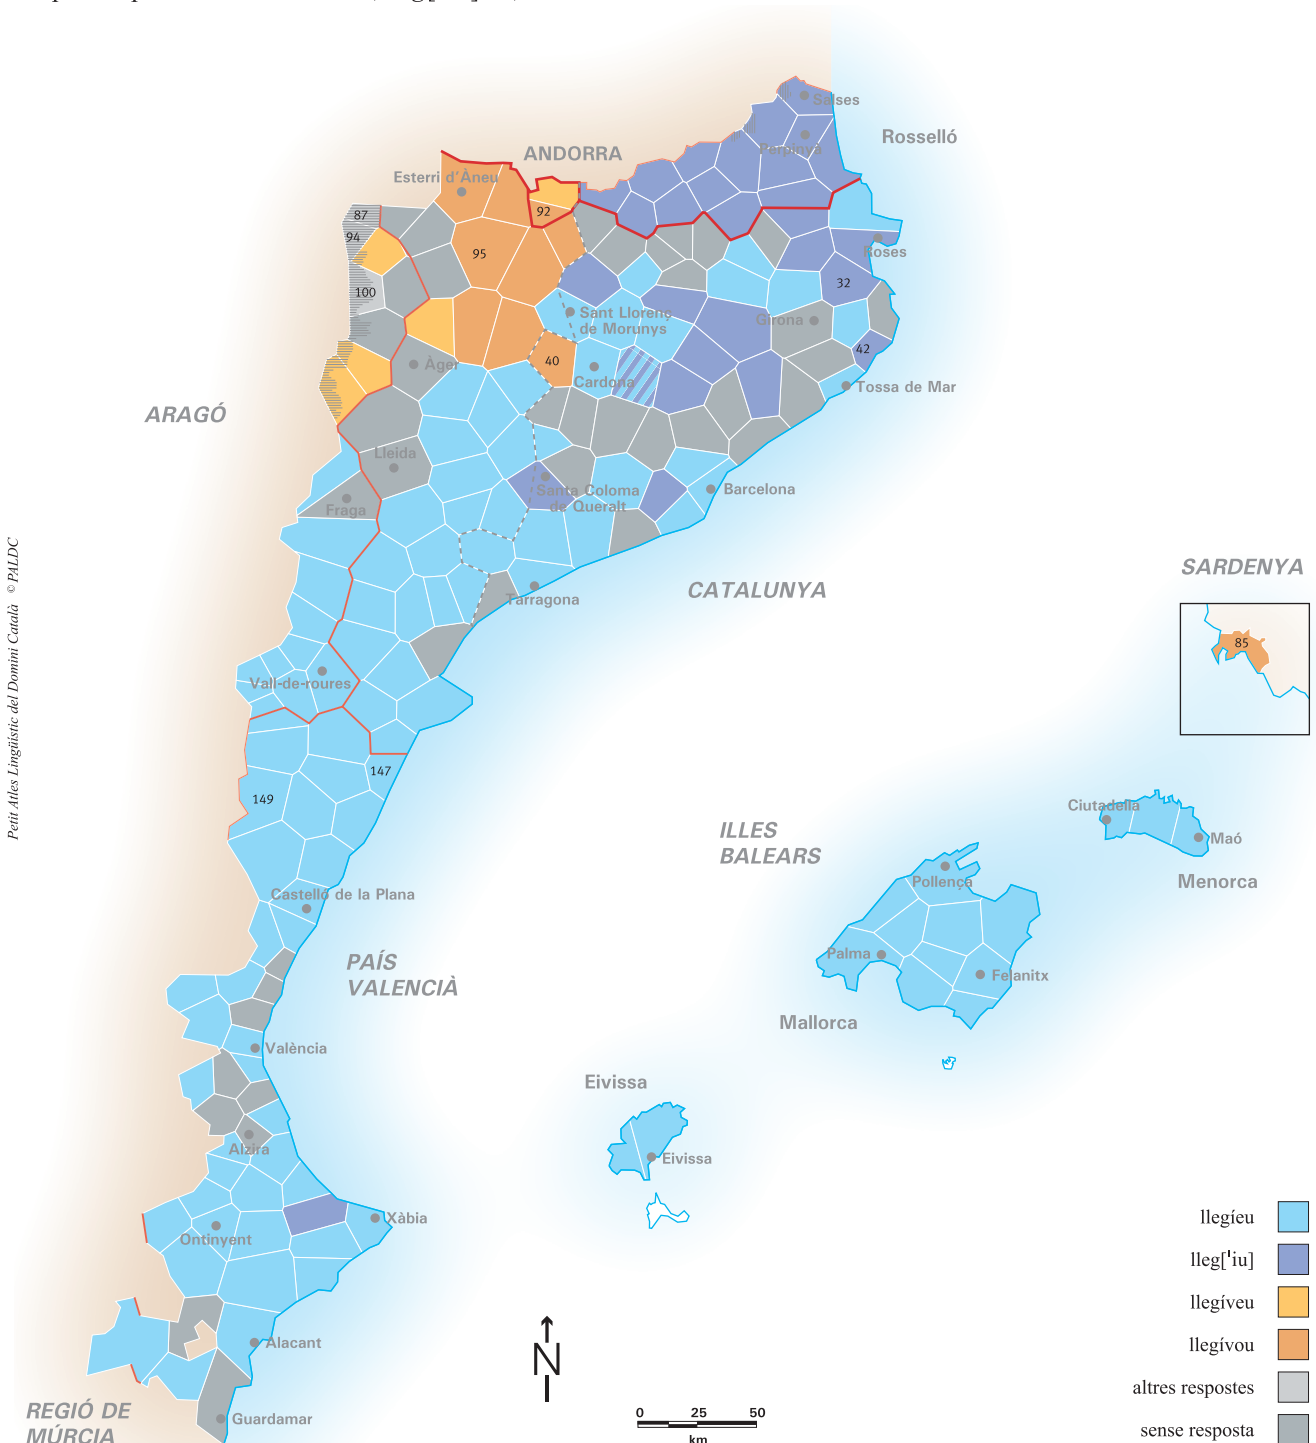 Salses
Rosselló
Perpinyà
ANDORRA
Esterri d'Àneu
87
92
94
95
Roses
100
32
Sant Llorenç
de Morunys
Girona
42
40
Àger
Cardona
Tossa de Mar
ARAGÓ
Lleida
Santa Coloma
de Queralt
Barcelona
Fraga
Petit Atles Lingüístic del Domini Català © PALDC
SARDENYA
CATALUNYA
Tarragona
85
Vall-de-roures
147
149
Ciutadella
ILLES
BALEARS
Maó
Menorca
Pollença
Castelló de la Plana
PAÍS
VALENCIÀ
Palma
Felanitx
Mallorca
València
Eivissa
Alzira
Eivissa
Xàbia
Ontinyent
llegíeu
lleg[ˈiu]
llegíveu
llegívou
altres respostes
sense resposta
Alacant
N
REGIÓ DE
MÚRCIA
Guardamar
0 25 50
km